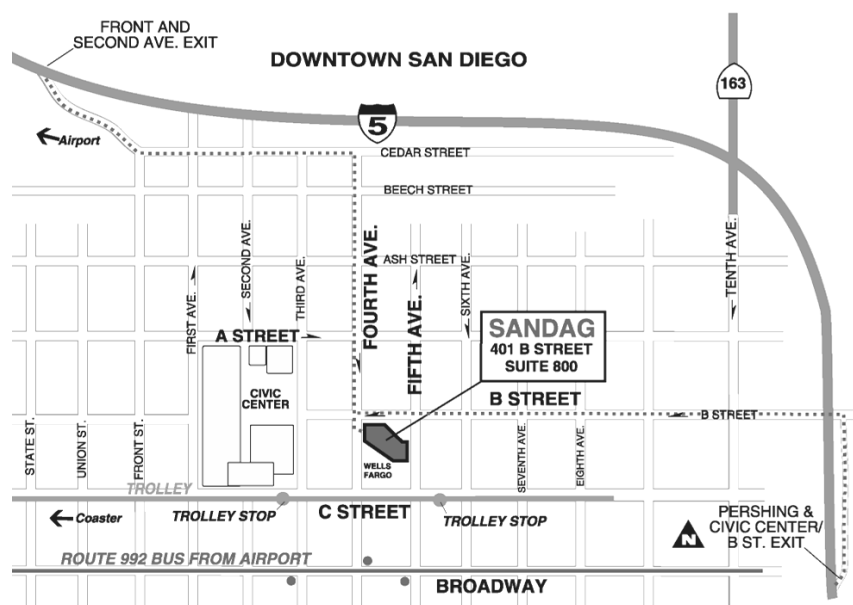 FRONT AND
SECOND AVE. EXIT
DOWNTOWN SAN DIEGO
163
5
Airport
CEDAR STREET
BEECH STREET
FIRST AVE.
SECOND AVE.
THIRD AVE.
FOURTH AVE.
ASH STREET
FIFTH AVE.
SIXTH AVE.
TENTH AVE.
A STREET
SANDAG
401 B STREET
SUITE 800
CIVIC
CENTER
B STREET
B STREET
STATE ST.
UNION ST.
FRONT ST.
SEVENTH AVE.
EIGHTH AVE.
WELLS
FARGO
TROLLEY
Coaster
TROLLEY STOP
C STREET
TROLLEY STOP
PERSHING &
CIVIC CENTER/
B ST. EXIT
N
ROUTE 992 BUS FROM AIRPORT
BROADWAY